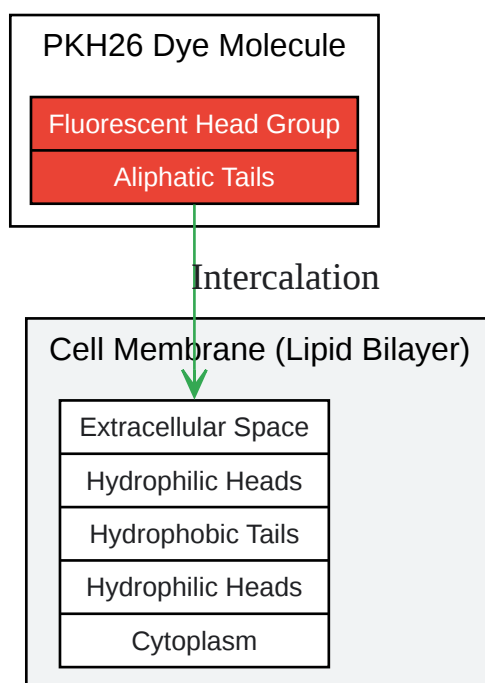 PKH26 Dye Molecule
Fluorescent Head Group
Aliphatic Tails
Intercalation
Cell Membrane (Lipid Bilayer)
Extracellular Space
Hydrophilic Heads
Hydrophobic Tails
Hydrophilic Heads
Cytoplasm